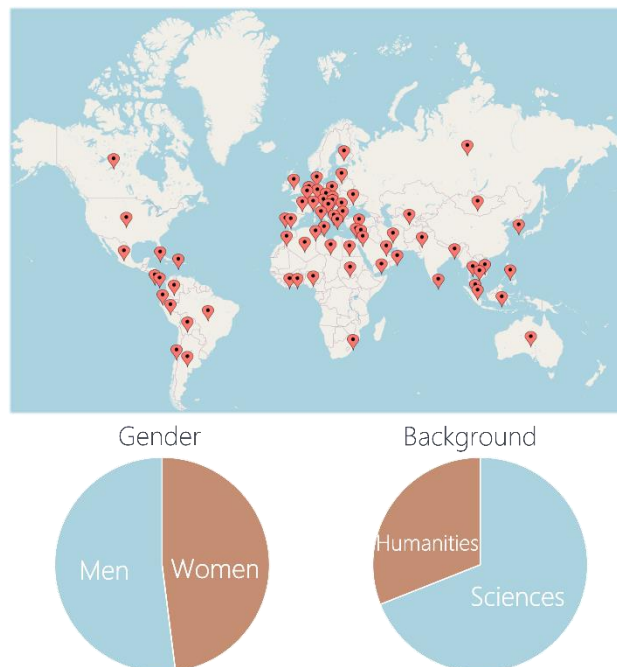 Gender
Background
Men
Women
Humanities
Sciences